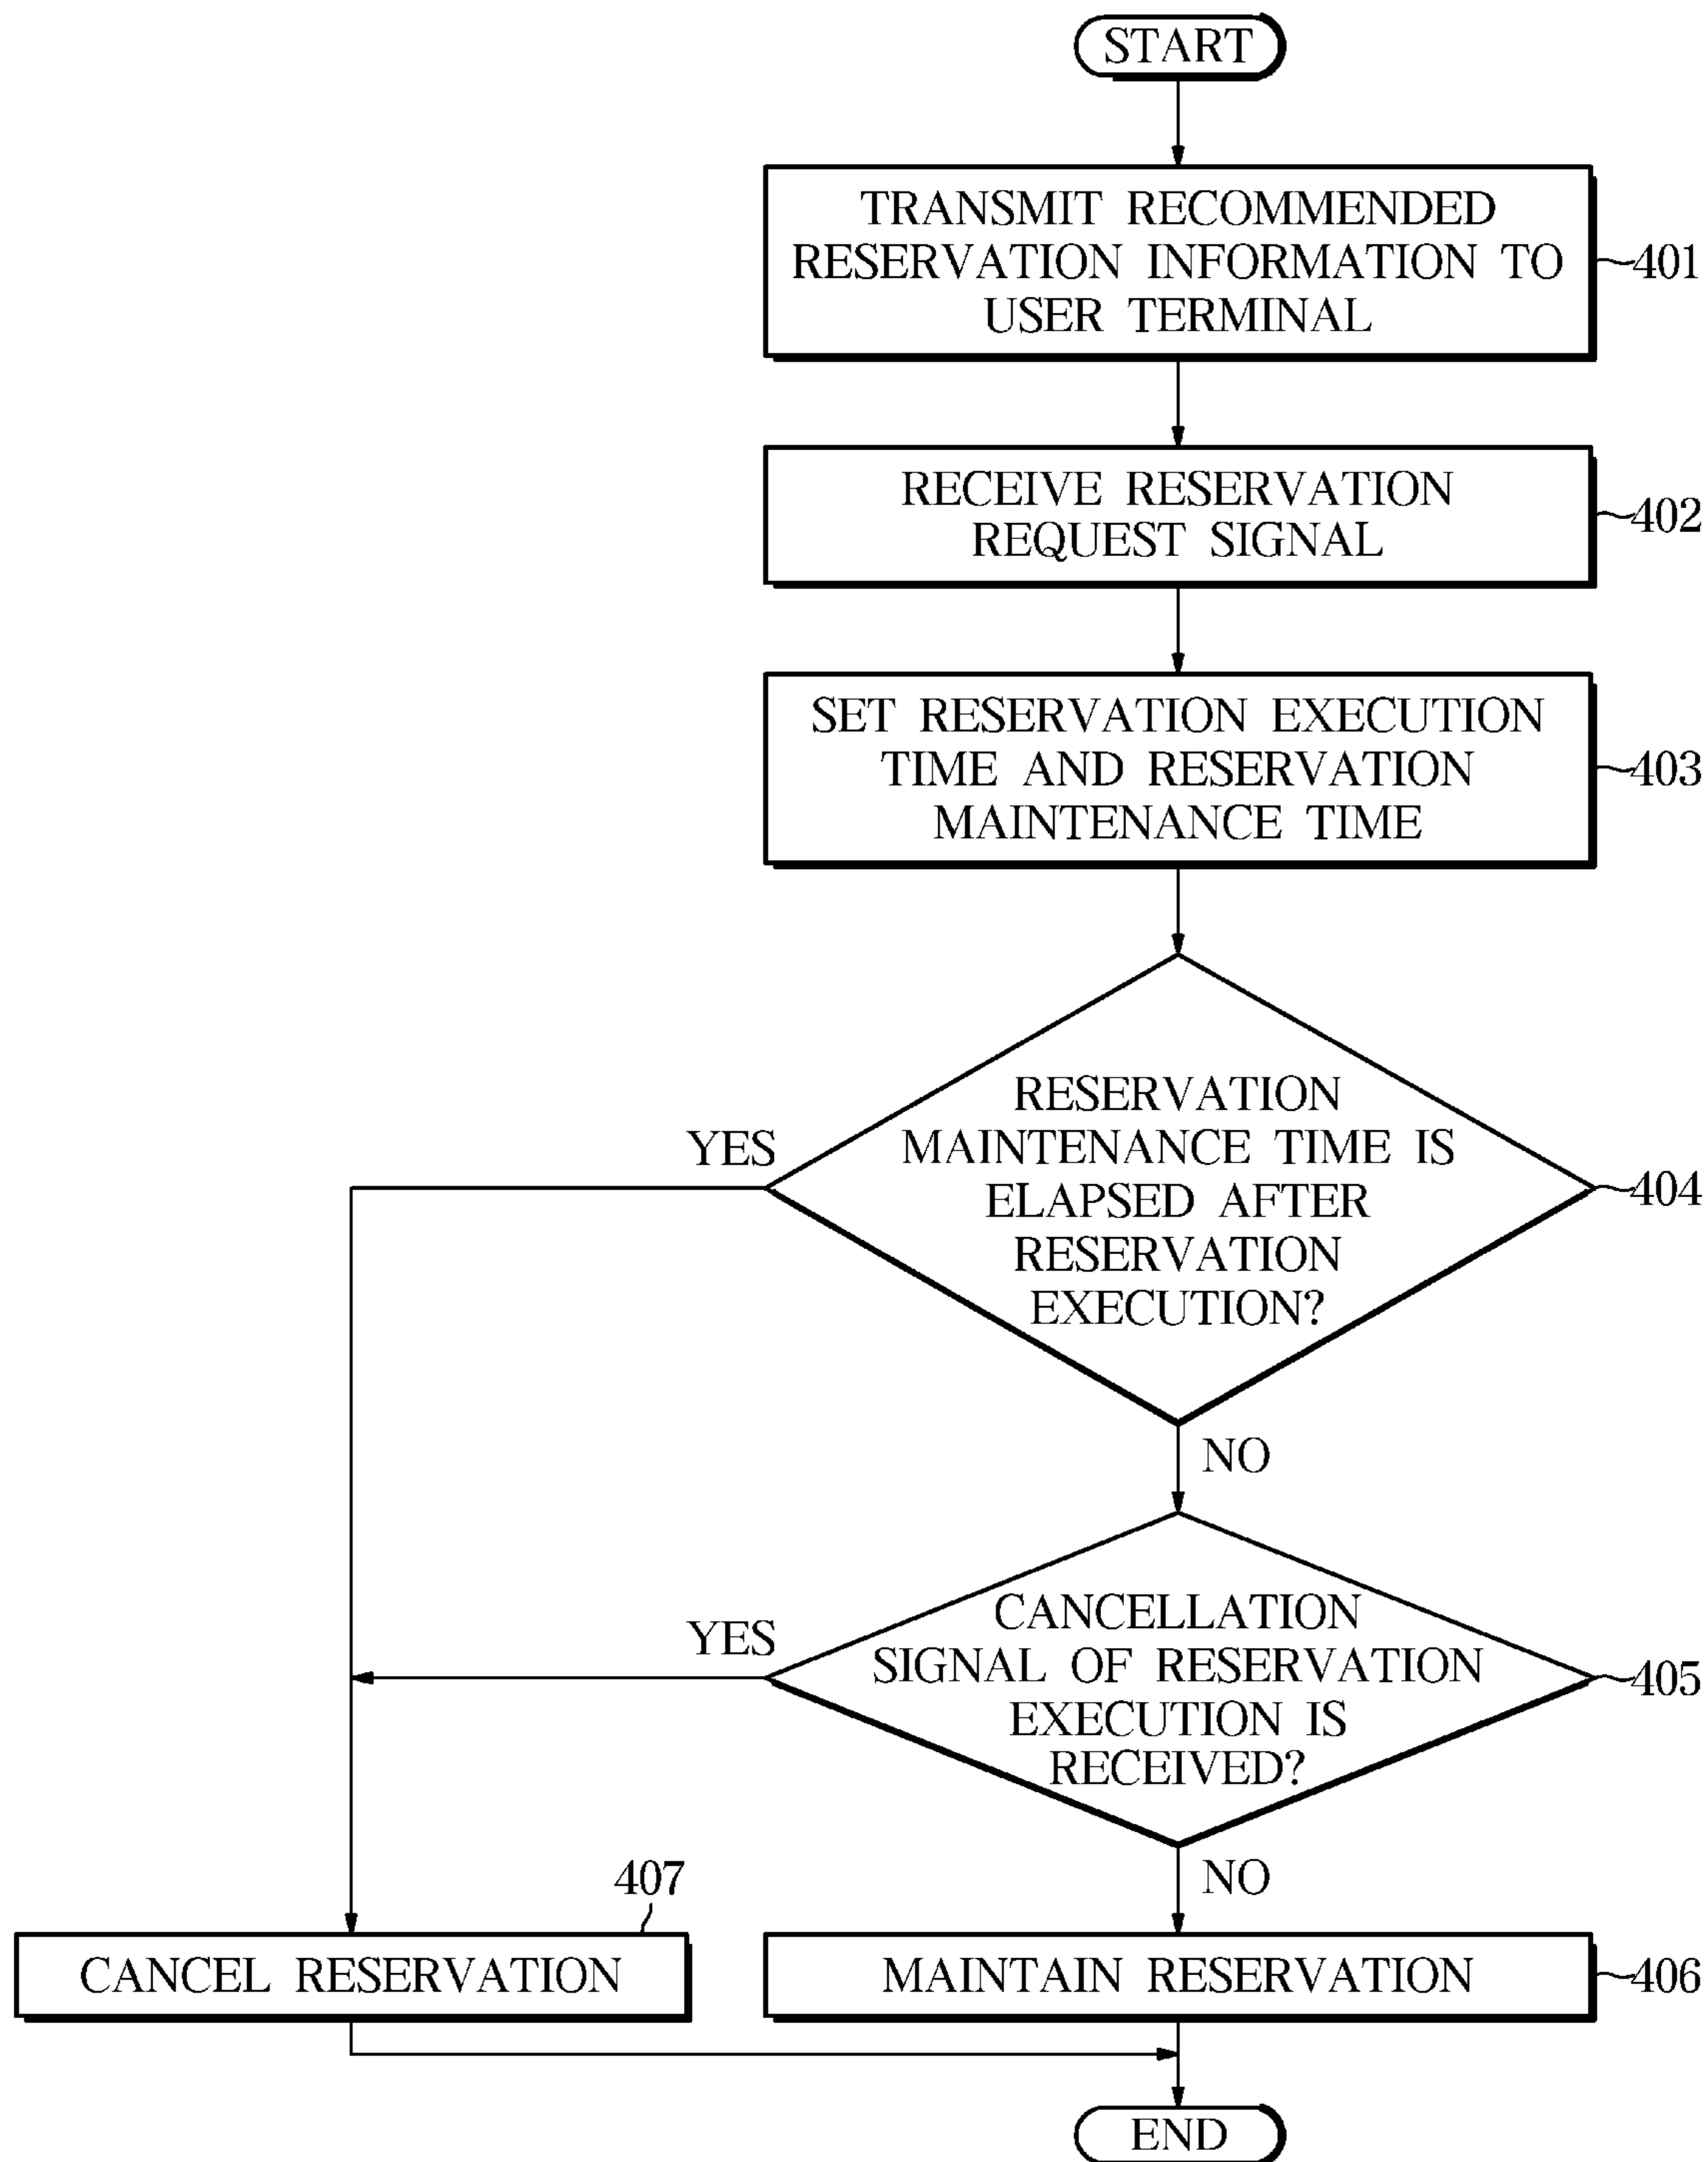 START
TRANSMIT RECOMMENDED
RESERVATION INFORMATION TO
USER TERMINAL
401
RECEIVE RESERVATION
REQUEST SIGNAL
402
SET RESERVATION EXECUTION
TIME AND RESERVATION
MAINTENANCE TIME
403
RESERVATION
MAINTENANCE TIME IS
ELAPSED AFTER
RESERVATION
EXECUTION?
404
YES
NO
CANCELLATION
SIGNAL OF RESERVATION
EXECUTION IS
RECEIVED?
405
YES
NO
407
CANCEL RESERVATION
MAINTAIN RESERVATION
406
END